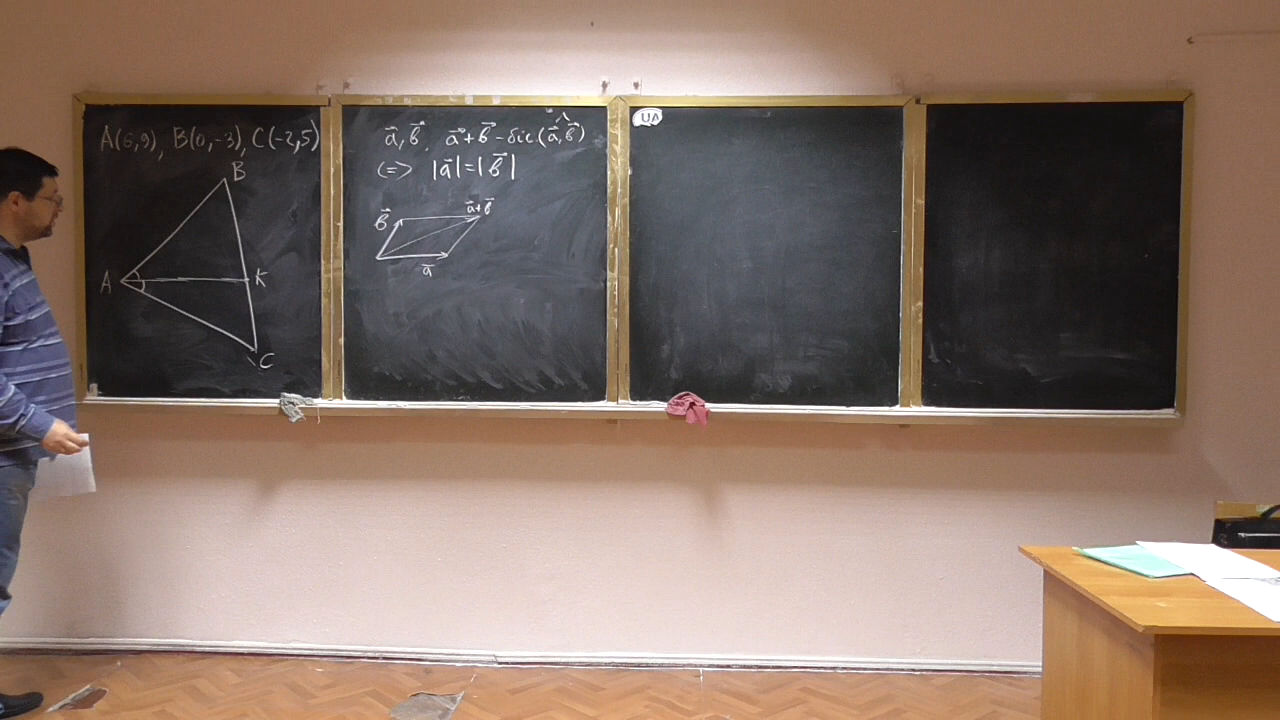 A(6,9), B(0,-3), C(-2,5)
B
A
K
C
a⃗, b⃗, a⃗+b⃗ - біс.(a⃗,^b⃗)
<=> |a⃗|=|b⃗|
b⃗
a⃗+b⃗
a⃗
UA